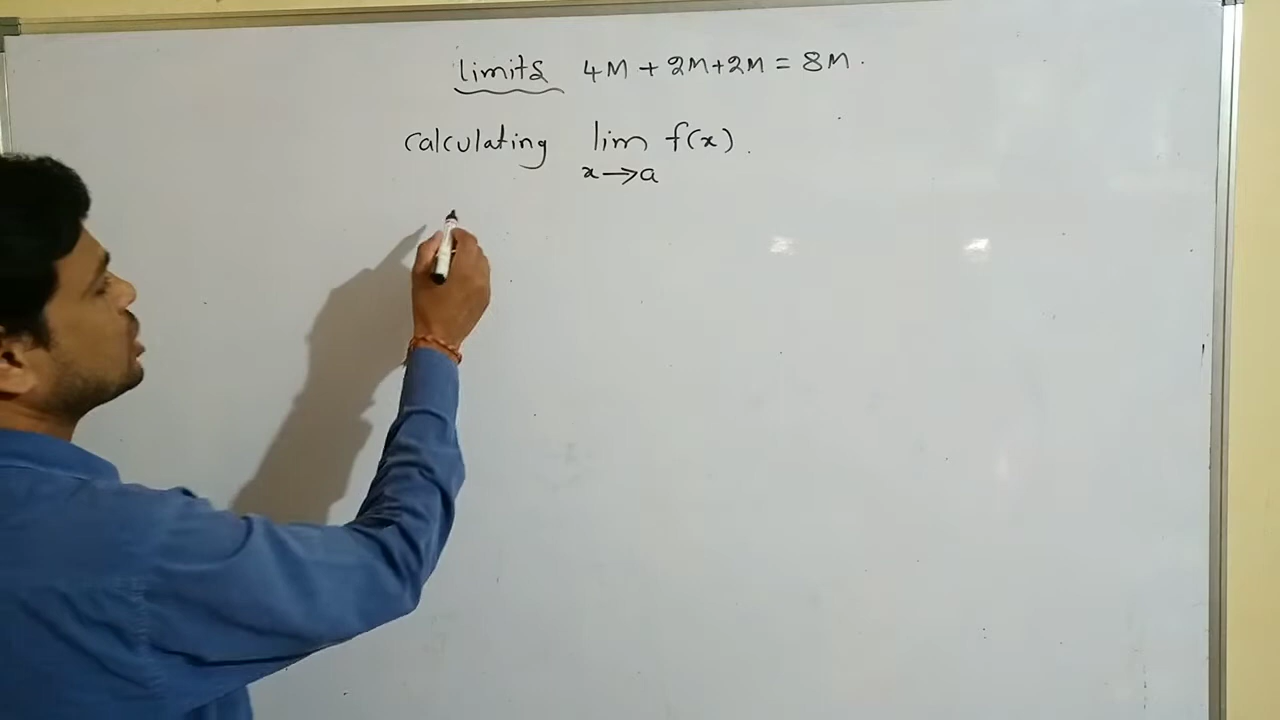 Limits 4M + 2M + 2M = 8M.
Calculating lim f(x).
x→a